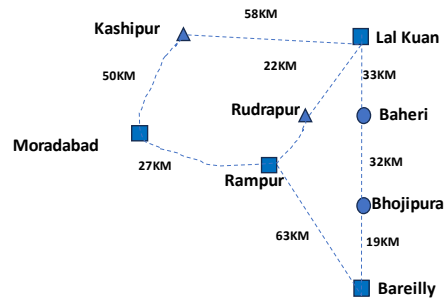 58KM
Kashipur
Lal Kuan
50KM
22KM
33KM
Rudrapur
Baheri
Moradabad
27KM
32KM
Rampur
Bhojipura
63KM
19KM
Bareilly